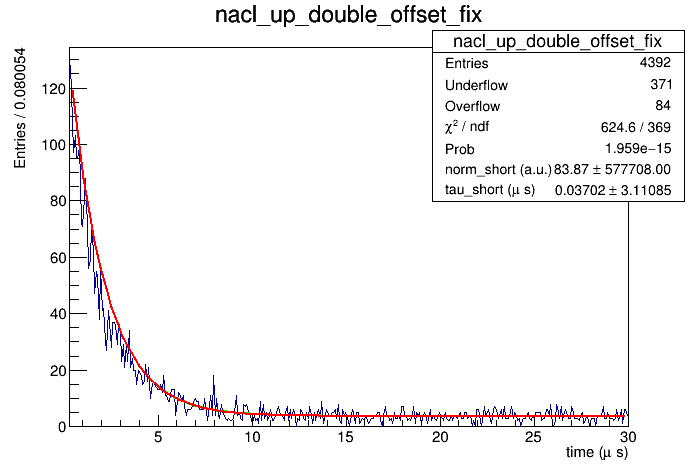 nacl_up_double_offset_fix
nacl_up_double_offset_fix
Entries 4392
Underflow 371
Overflow 84
χ² / ndf 624.6 / 369
Prob 1.959e−15
norm_short (a.u.) 83.87 ± 577708.00
tau_short (μ s) 0.03702 ± 3.11085
Entries / 0.080054
120
100
80
60
40
20
0
5 10 15 20 25 30
time (μ s)